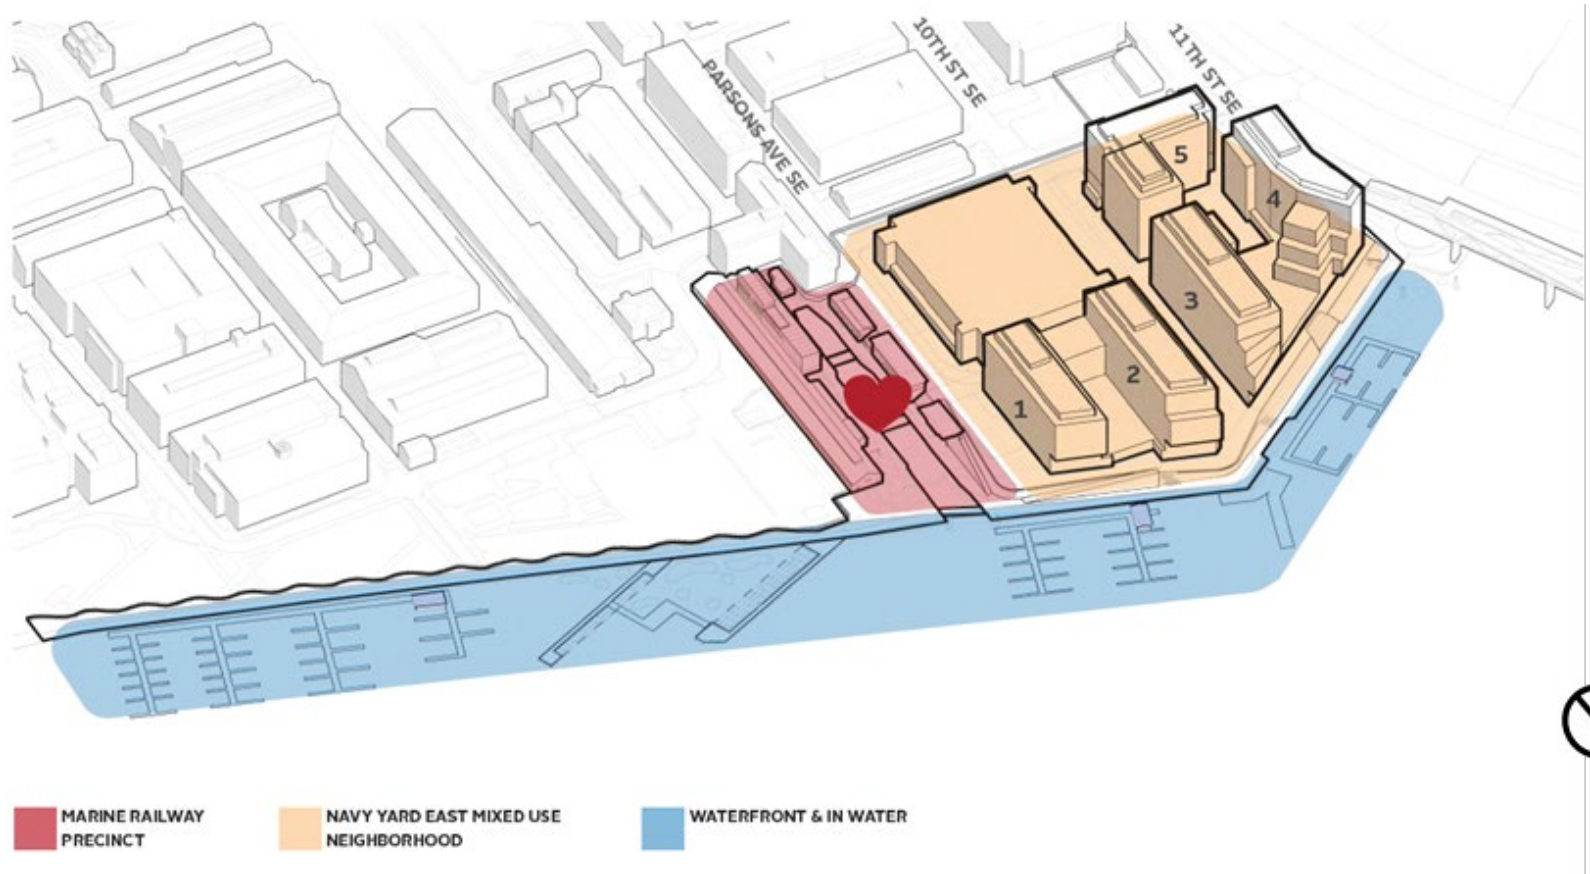 10TH ST SE
11TH ST SE
PARSONS AVE SE
5
4
3
2
1
MARINE RAILWAY
PRECINCT
NAVY YARD EAST MIXED USE
NEIGHBORHOOD
WATERFRONT & IN WATER